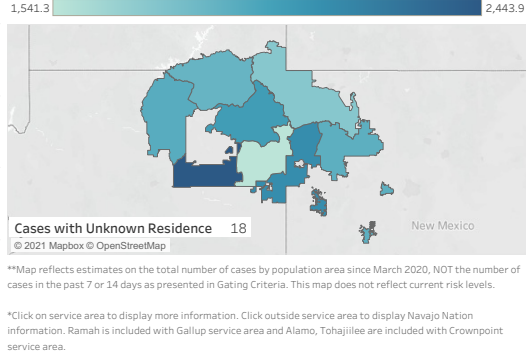 1,541.3 2,443.9
New Mexico
Cases with Unknown Residence 18
© 2021 Mapbox © OpenStreetMap
**Map reflects estimates on the total number of cases by population area since March 2020, NOT the number of
cases in the past 7 or 14 days as presented in Gating Criteria. This map does not reflect current risk levels.
*Click on service area to display more information. Click outside service area to display Navajo Nation
information. Ramah is included with Gallup service area and Alamo, Tohajiilee are included with Crownpoint
service area.